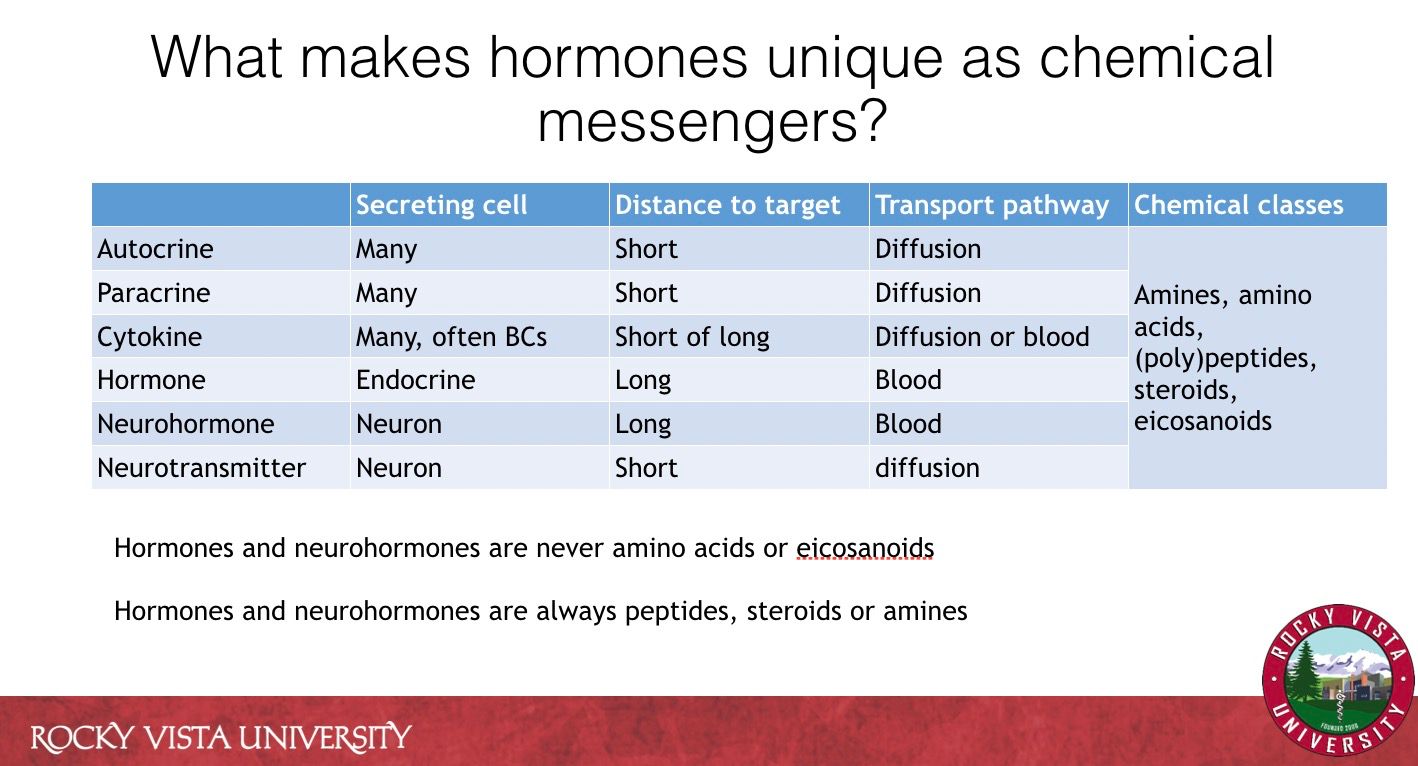 What makes hormones unique as chemical
messengers?
Secreting cell Distance to target Transport pathway Chemical classes
Autocrine Many Short Diffusion
Paracrine Many Short Diffusion
Cytokine Many, often BCs Short of long Diffusion or blood
Hormone Endocrine Long Blood
Neurohormone Neuron Long Blood
Neurotransmitter Neuron Short diffusion
Amines, amino
acids,
(poly)peptides,
steroids,
eicosanoids
Hormones and neurohormones are never amino acids or eicosanoids
Hormones and neurohormones are always peptides, steroids or amines
ROCKY VISTA UNIVERSITY
ROCKY VISTA
UNIVERSITY
FOUNDED 2006